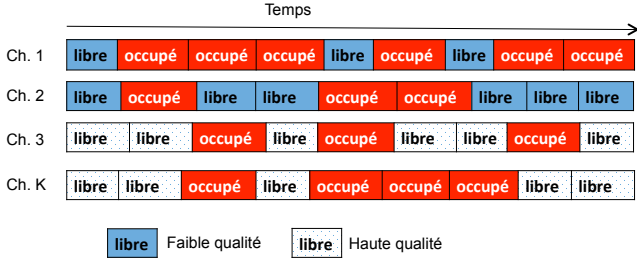 Temps
Ch. 1 libre occupé occupé occupé libre occupé libre occupé occupé
Ch. 2 libre occupé libre libre occupé occupé libre libre libre
Ch. 3 libre libre occupé libre occupé libre libre occupé libre
Ch. K libre libre occupé libre occupé occupé occupé libre libre
libre Faible qualité libre Haute qualité